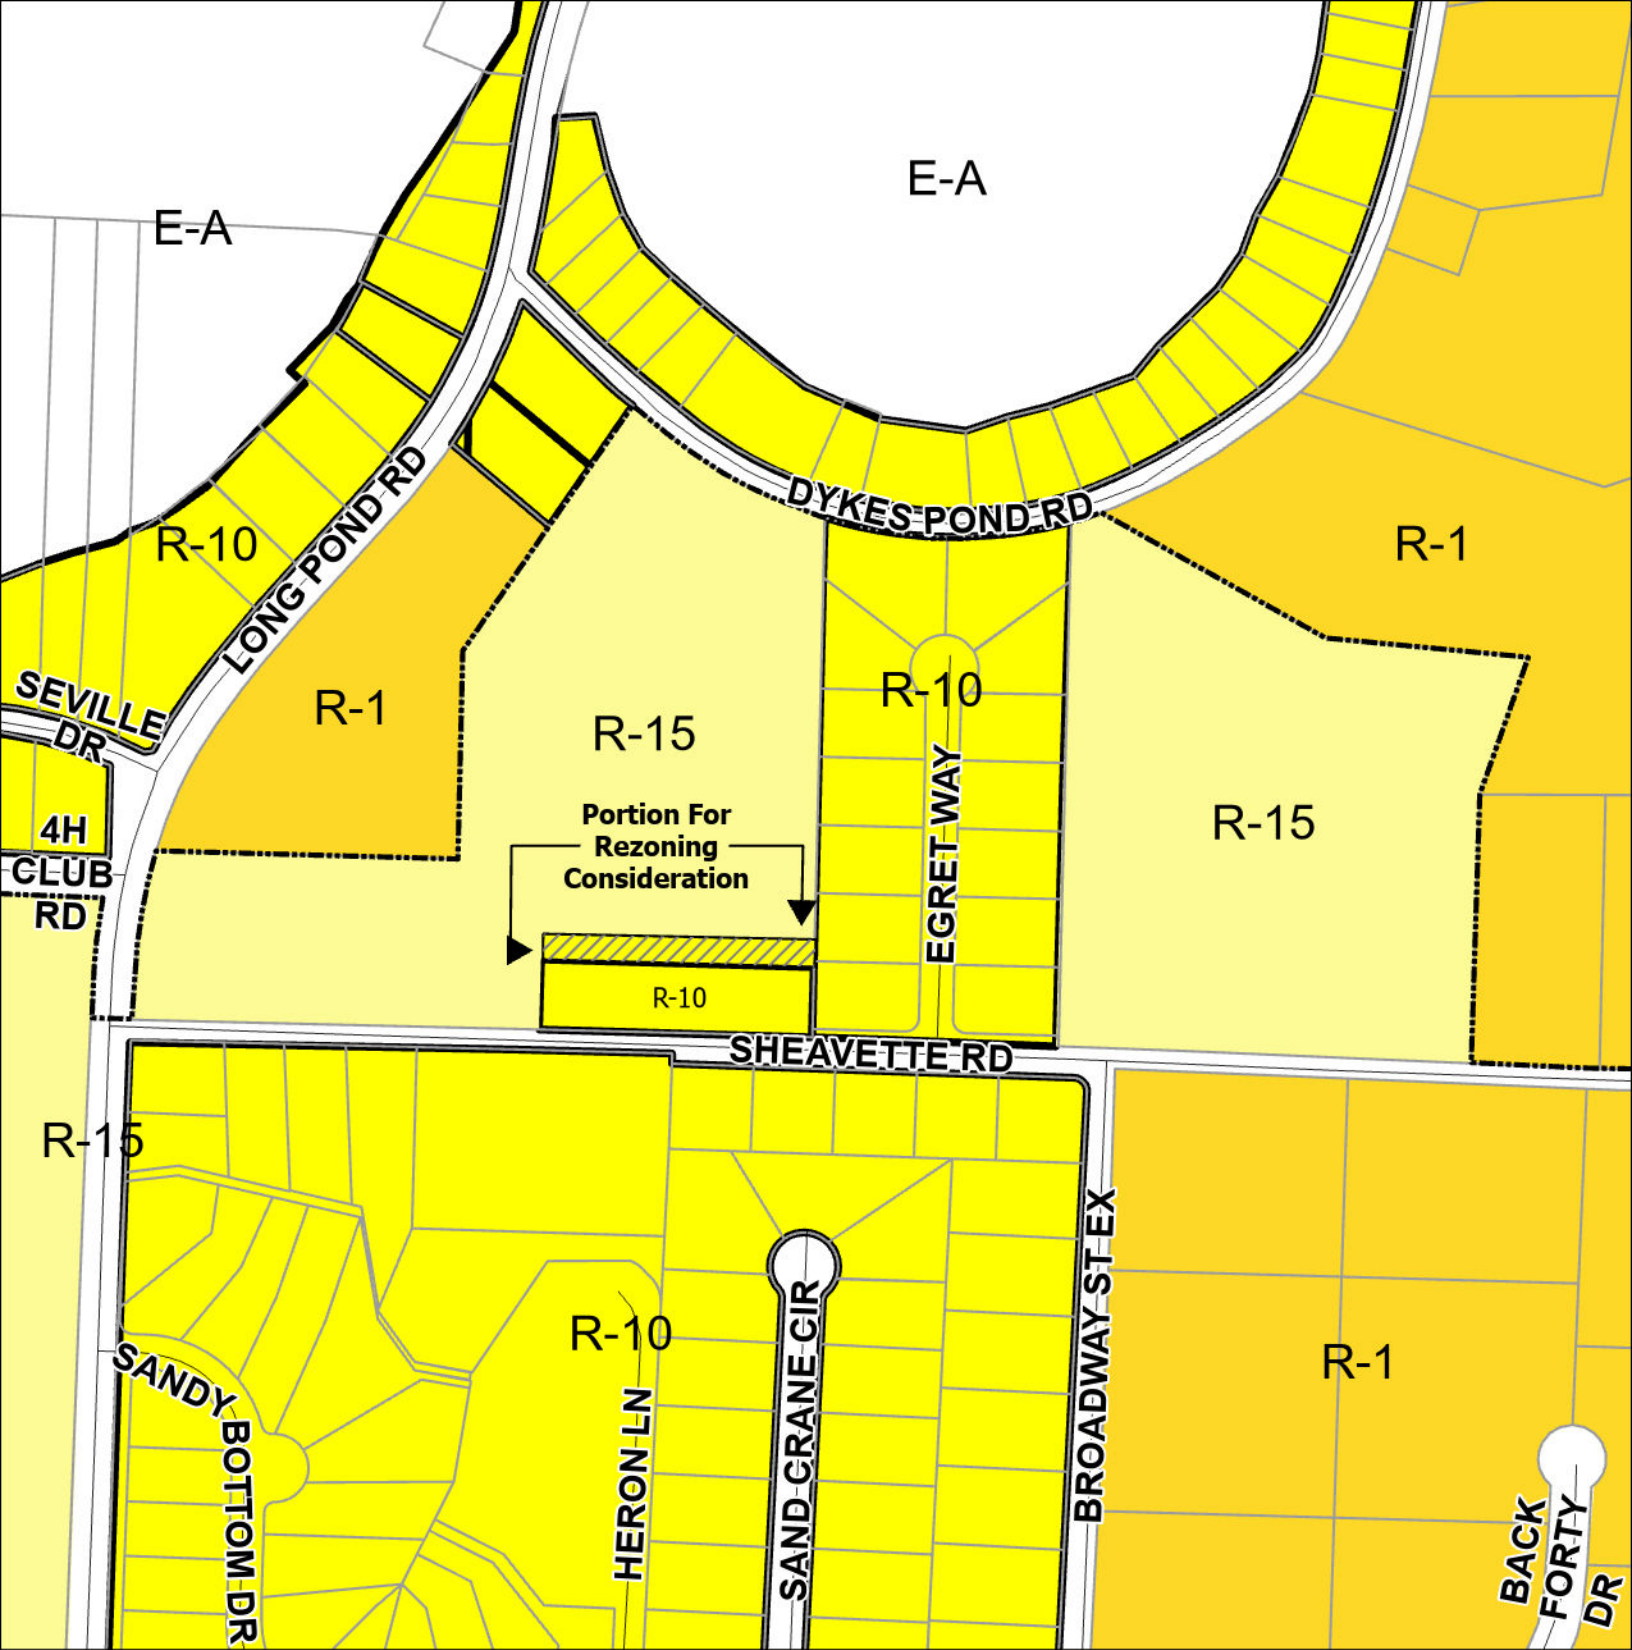 E-A
E-A
DYKES POND RD
R-10
LONG POND RD
R-1
R-10
SEVILLE
DR
R-1
R-15
EGRET WAY
R-15
Portion For
Rezoning
Consideration
4H
CLUB
RD
R-10
SHEAVETTE RD
R-15
BROADWAY ST EX
R-10
SAND CRANE CIR
R-1
SANDY BOTTOM DR
HERON LN
BACK
FORTY
DR